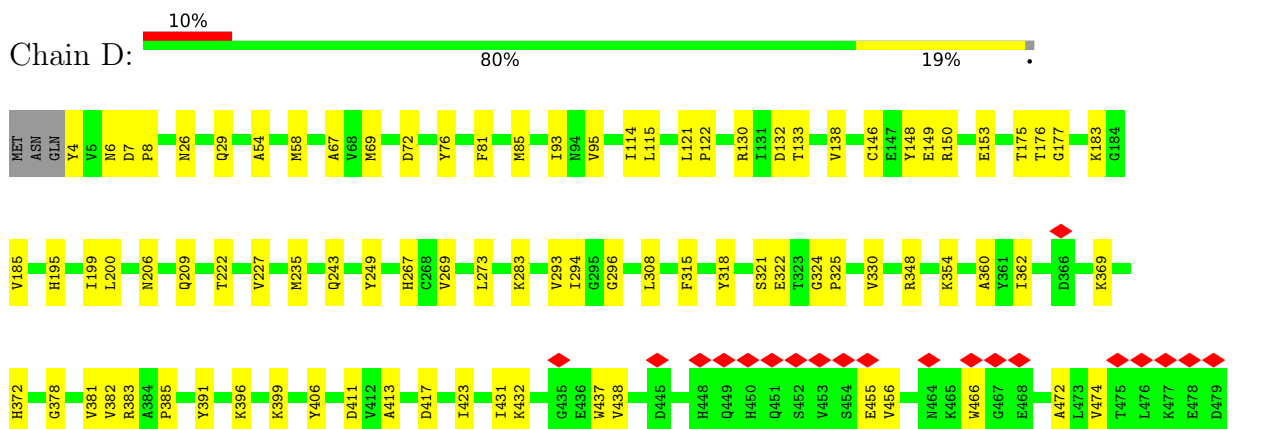 10%
Chain D:
80% 19% •
MET ASN GLN Y4 V5 N6 D7 P8 N26 Q29 A54 M58 A67 V68 M69 D72 Y76 F81 M85 I93 N94 V95 I114 L115 L121 P122 R130 I131 D132 T133 V138 C146 E147 Y148 E149 R150 E153 T175 T176 G177 K183 G184
V185 H195 I199 L200 N206 Q209 T222 V227 M235 Q243 Y249 H267 C268 V269 L273 K283 V293 I294 G295 G296 L308 F315 Y318 S321 E322 T323 G324 P325 V330 R348 K354 A360 Y361 I362 D366 K369
H372 G378 V381 V382 R383 A384 P385 Y391 K396 K399 Y406 D411 V412 A413 D417 I423 I431 K432 G435 E436 W437 V438 D445 H448 Q449 H450 Q451 S452 V453 S454 E455 V456 N464 K465 W466 G467 E468 A472 L473 V474 T475 L476 K477 E478 D479